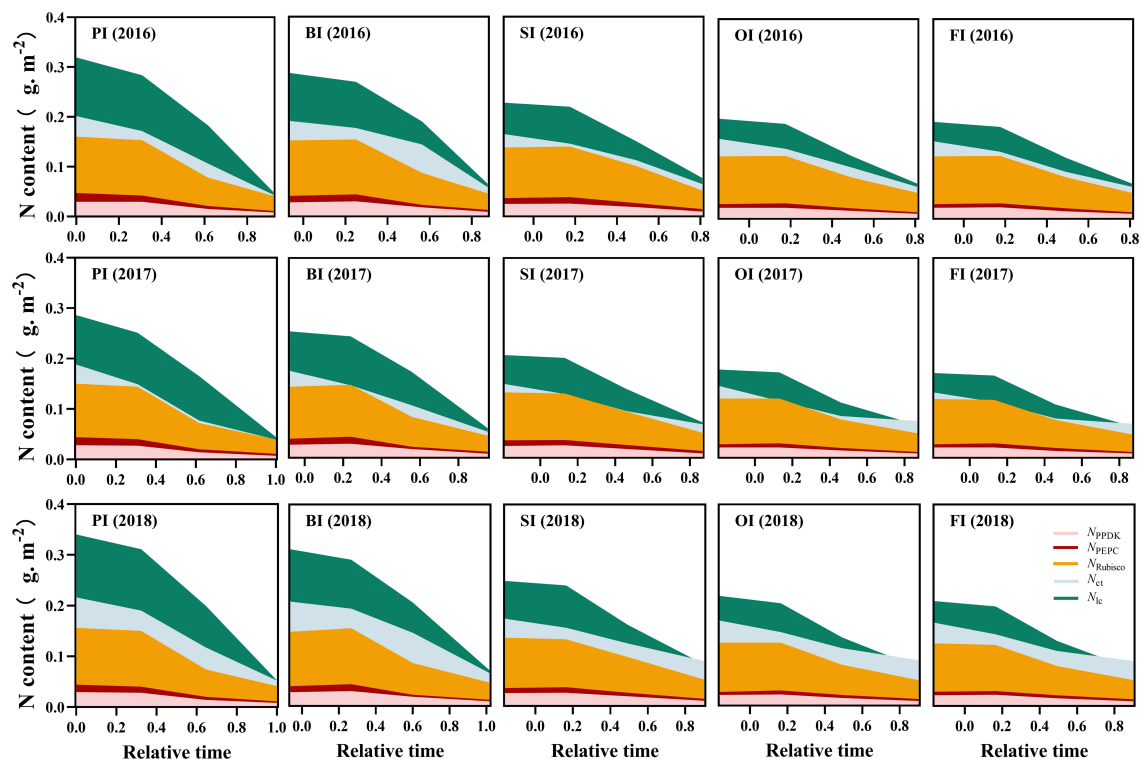 PI (2016) BI (2016) SI (2016) OI (2016) FI (2016)
N content（ g. m-2）
0.4
0.3
0.2
0.1
0.0
0.0 0.2 0.4 0.6 0.8 0.0 0.2 0.4 0.6 0.8 0.0 0.2 0.4 0.6 0.8 0.0 0.2 0.4 0.6 0.8 0.0 0.2 0.4 0.6 0.8
PI (2017) BI (2017) SI (2017) OI (2017) FI (2017)
N content（ g. m-2）
0.4
0.3
0.2
0.1
0.0
0.0 0.2 0.4 0.6 0.8 1.0 0.0 0.2 0.4 0.6 0.8 0.0 0.2 0.4 0.6 0.8 0.0 0.2 0.4 0.6 0.8 0.0 0.2 0.4 0.6 0.8
PI (2018) BI (2018) SI (2018) OI (2018) FI (2018)
N content（ g. m-2）
0.4
0.3
0.2
0.1
0.0
NPPDK
NPEPC
NRubisco
Net
Nlc
0.0 0.2 0.4 0.6 0.8 1.0 0.0 0.2 0.4 0.6 0.8 1.0 0.0 0.2 0.4 0.6 0.8 0.0 0.2 0.4 0.6 0.8 0.0 0.2 0.4 0.6 0.8
Relative time Relative time Relative time Relative time Relative time